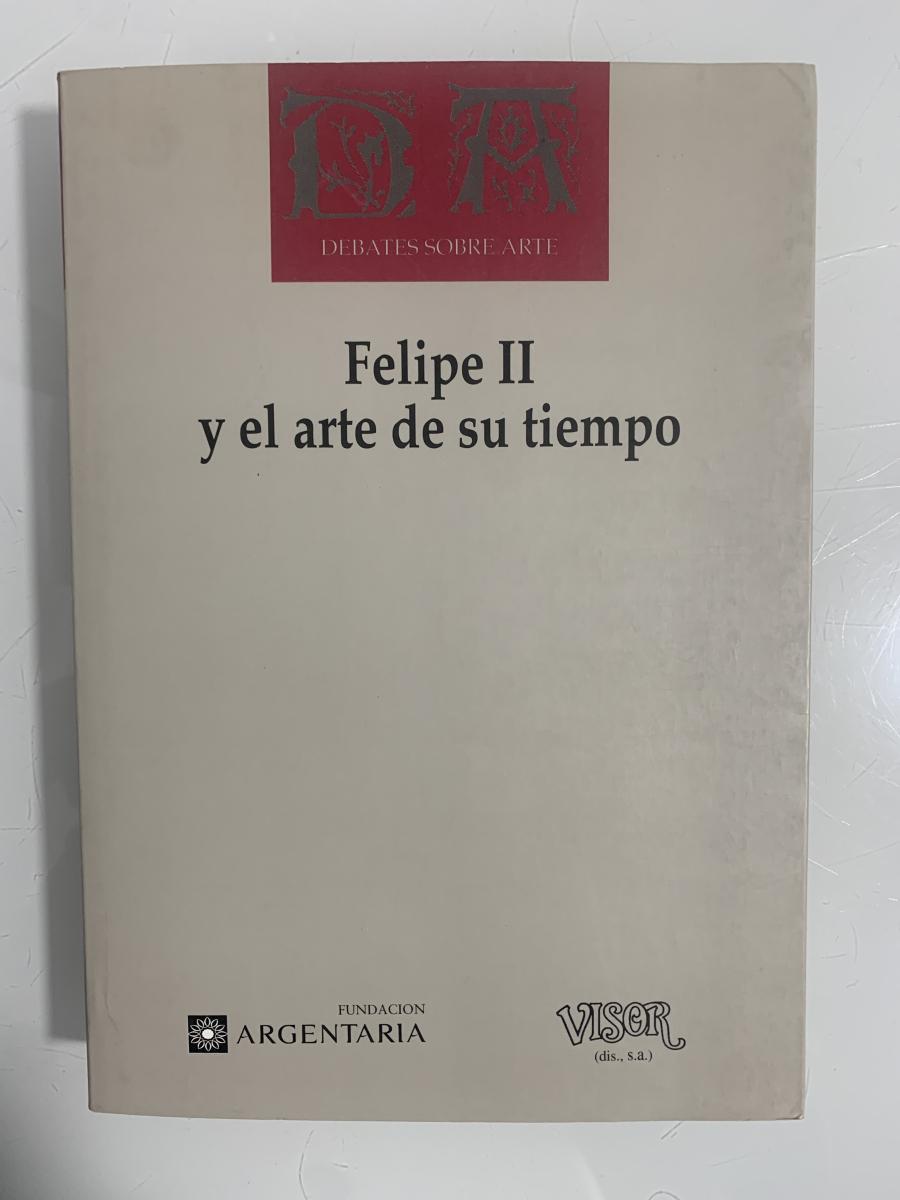 DA
DEBATES SOBRE ARTE
Felipe II
y el arte de su tiempo
FUNDACION
ARGENTARIA
VISOR
(dis., s.a.)